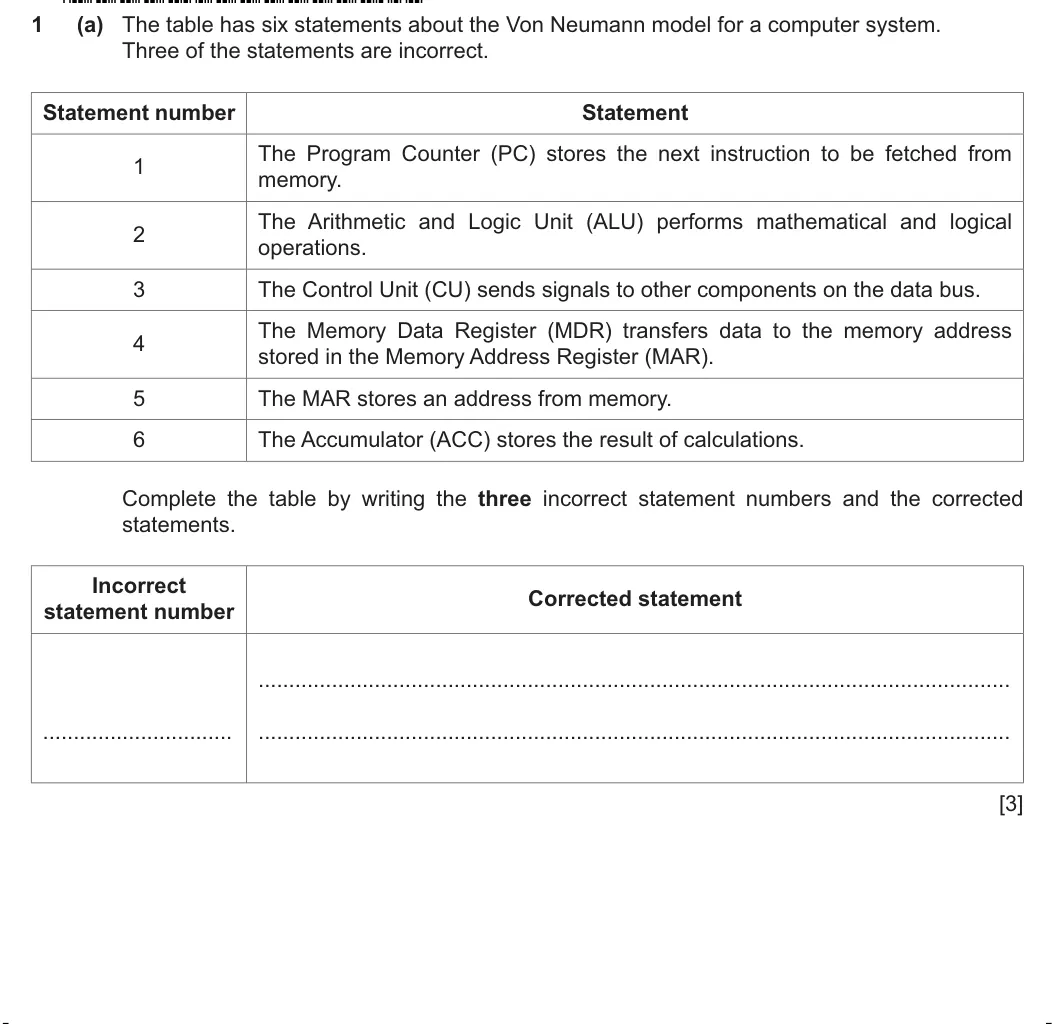 1 (a) The table has six statements about the Von Neumann model for a computer system.
Three of the statements are incorrect.
Statement number Statement
1 The Program Counter (PC) stores the next instruction to be fetched from
memory.
2 The Arithmetic and Logic Unit (ALU) performs mathematical and logical
operations.
3 The Control Unit (CU) sends signals to other components on the data bus.
4 The Memory Data Register (MDR) transfers data to the memory address
stored in the Memory Address Register (MAR).
5 The MAR stores an address from memory.
6 The Accumulator (ACC) stores the result of calculations.
Complete the table by writing the three incorrect statement numbers and the corrected
statements.
Incorrect
statement number Corrected statement
[3]